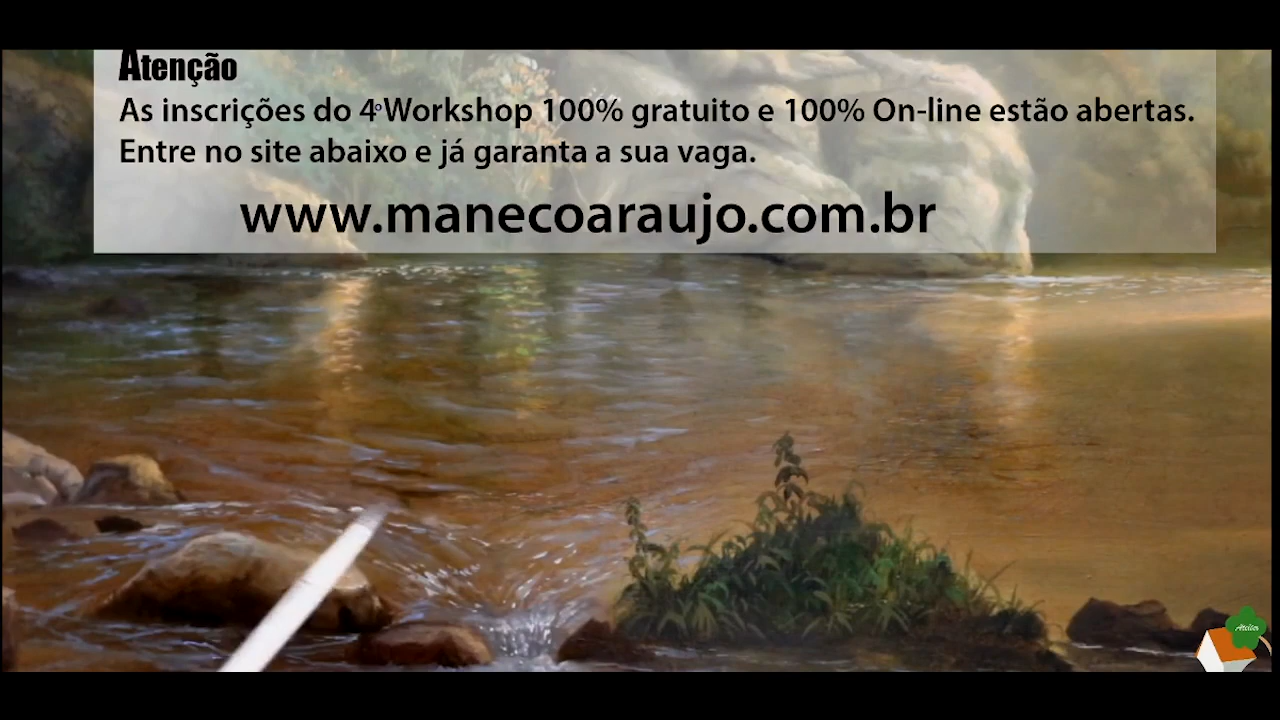 Atenção
As inscrições do 4º Workshop 100% gratuito e 100% On-line estão abertas.
Entre no site abaixo e já garanta a sua vaga.
www.manecoaraujo.com.br
Atelier